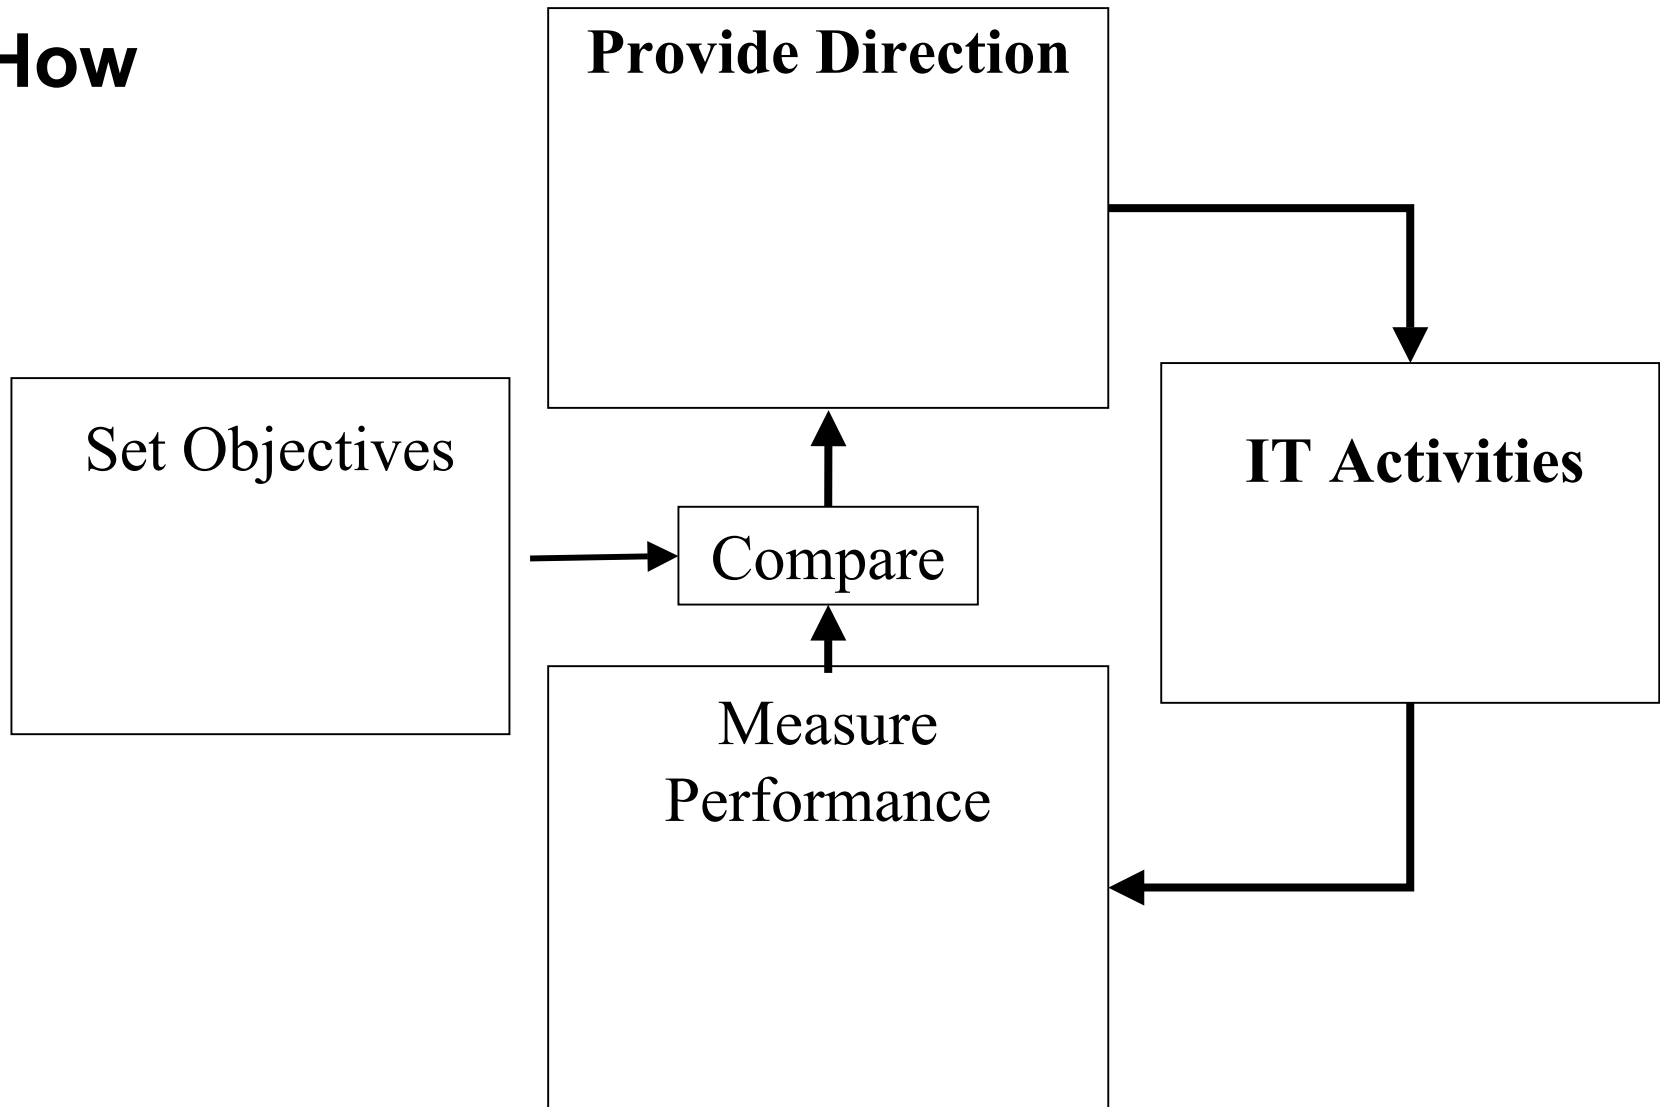 How
Provide Direction
Set Objectives
IT Activities
Compare
Measure
Performance